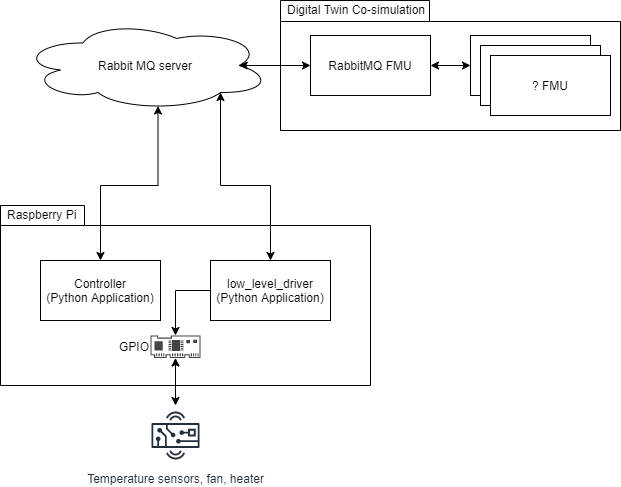 Digital Twin Co-simulation
Rabbit MQ server
RabbitMQ FMU
? FMU
Raspberry Pi
Controller
(Python Application)
low_level_driver
(Python Application)
GPIO
Temperature sensors, fan, heater